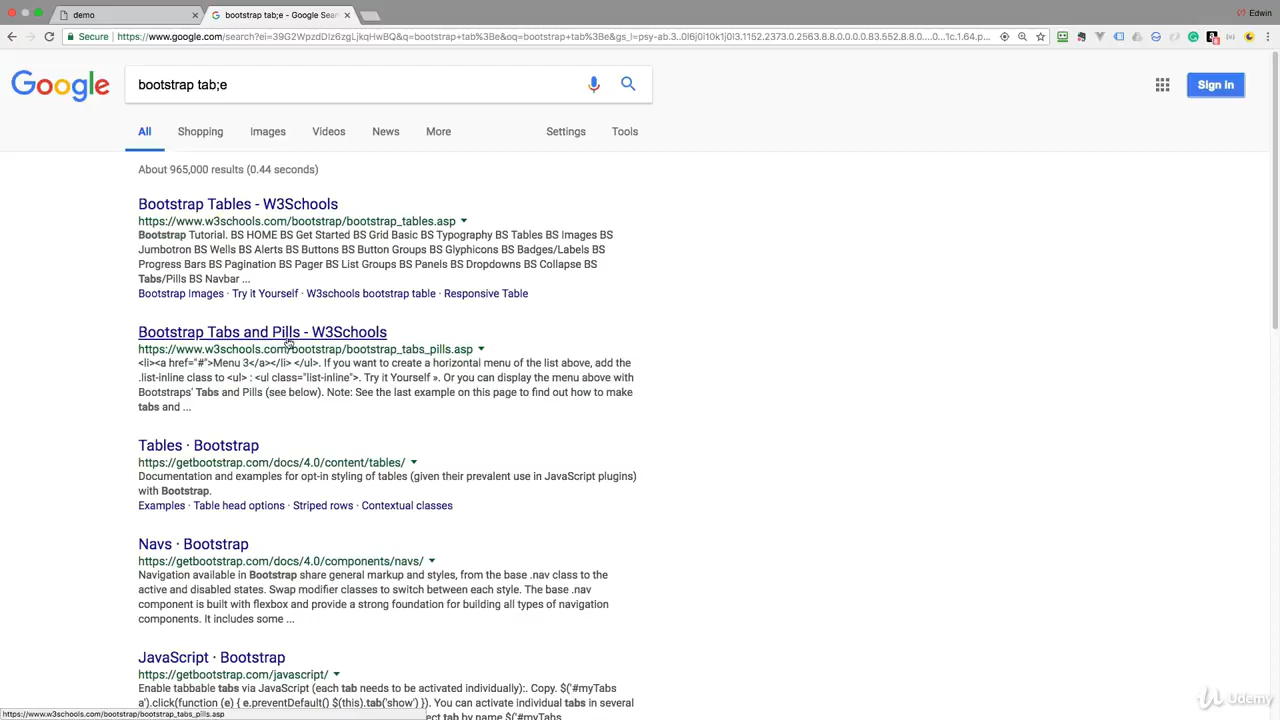 demo
bootstrap tab;e - Google Sear
Edwin
Secure
https://www.google.com/search?ei=39G2WpzdDIz6zgLjkqHwBQ&q=bootstrap+tab%3Be&oq=bootstrap+tab%3Be&gs_l=psy-ab.3..0i6j0i10k1j0l3.1152.2373.0.2563.8.8.0.0.0.0.83.552.8.8.0....0...1c.1.64.p...
Google
bootstrap tab;e
Sign in
All Shopping Images Videos News More Settings Tools
About 965,000 results (0.44 seconds)
Bootstrap Tables - W3Schools
https://www.w3schools.com/bootstrap/bootstrap_tables.asp
Bootstrap Tutorial. BS HOME BS Get Started BS Grid Basic BS Typography BS Tables BS Images BS
Jumbotron BS Wells BS Alerts BS Buttons BS Button Groups BS Glyphicons BS Badges/Labels BS
Progress Bars BS Pagination BS Pager BS List Groups BS Panels BS Dropdowns BS Collapse BS
Tabs/Pills BS Navbar ...
Bootstrap Images · Try it Yourself · W3schools bootstrap table · Responsive Table
Bootstrap Tabs and Pills - W3Schools
https://www.w3schools.com/bootstrap/bootstrap_tabs_pills.asp
<li><a href="#">Menu 3</a></li> </ul>. If you want to create a horizontal menu of the list above, add the
.list-inline class to <ul> : <ul class="list-inline">. Try it Yourself ». Or you can display the menu above with
Bootstraps' Tabs and Pills (see below). Note: See the last example on this page to find out how to make
tabs and ...
Tables · Bootstrap
https://getbootstrap.com/docs/4.0/content/tables/
Documentation and examples for opt-in styling of tables (given their prevalent use in JavaScript plugins)
with Bootstrap.
Examples · Table head options · Striped rows · Contextual classes
Navs · Bootstrap
https://getbootstrap.com/docs/4.0/components/navs/
Navigation available in Bootstrap share general markup and styles, from the base .nav class to the
active and disabled states. Swap modifier classes to switch between each style. The base .nav
component is built with flexbox and provide a strong foundation for building all types of navigation
components. It includes some ...
JavaScript · Bootstrap
https://getbootstrap.com/javascript/
Enable tabbable tabs via JavaScript (each tab needs to be activated individually):. Copy. $('#myTabs
a').click(function (e) { e.preventDefault() $(this).tab('show') }). You can activate individual tabs in several
ect tab by name $('#myTabs
https://www.w3schools.com/bootstrap/bootstrap_tabs_pills.asp
Udemy